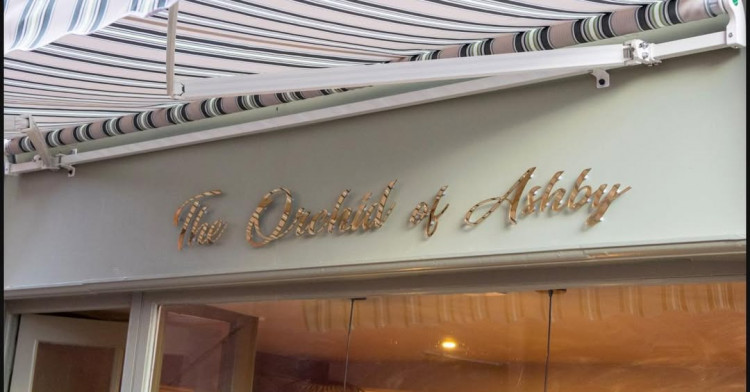 The Orchid of Ashby